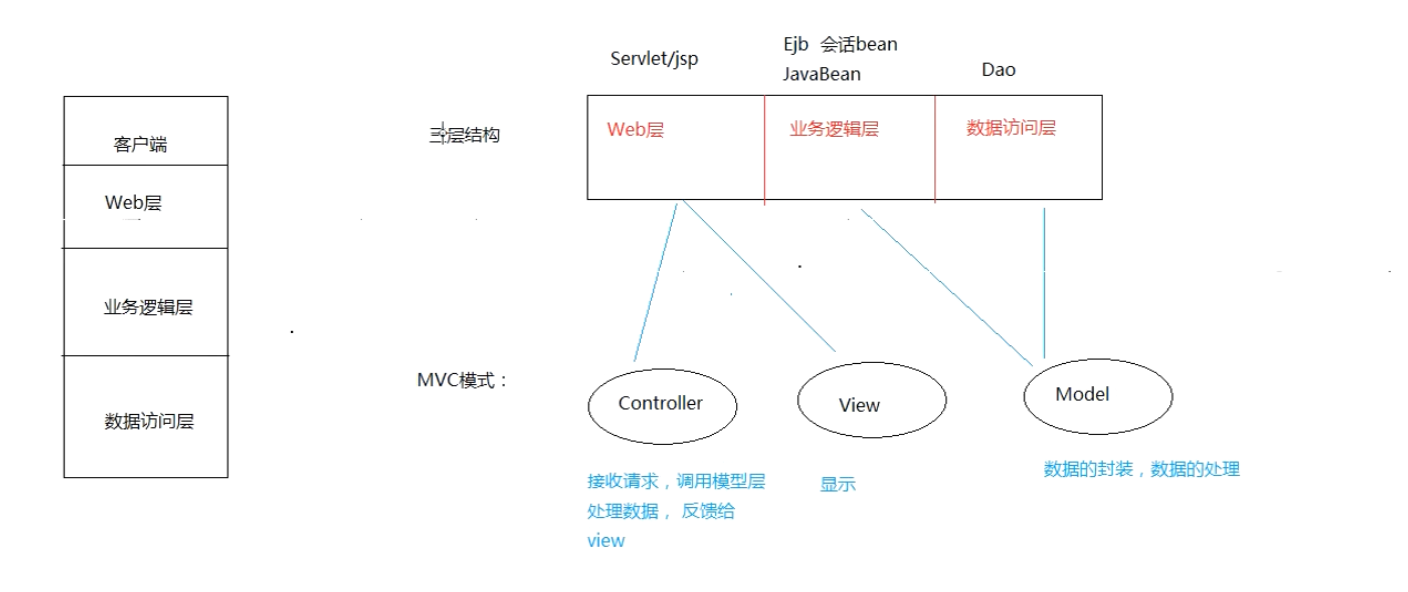 客户端
Web层
业务逻辑层
数据访问层
Servlet/jsp
Ejb 会话bean
JavaBean
Dao
三层结构
Web层
业务逻辑层
数据访问层
MVC模式：
Controller
View
Model
接收请求，调用模型层
处理数据， 反馈给
view
显示
数据的封装，数据的处理